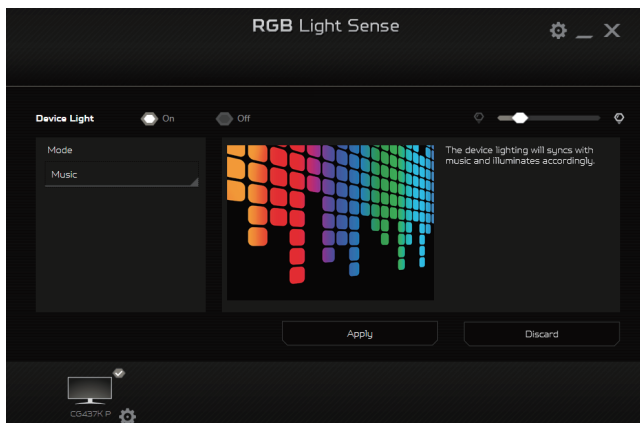 RGB Light Sense
Device Light
On
Off
Mode
Music
The device lighting will syncs with
music and illuminates accordingly.
Apply
Discard
CG437K P